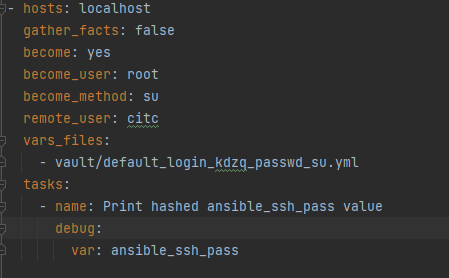 - hosts: localhost
  gather_facts: false
  become: yes
  become_user: root
  become_method: su
  remote_user: citc
  vars_files:
    - vault/default_login_kdzq_passwd_su.yml
  tasks:
    - name: Print hashed ansible_ssh_pass value
      debug:
        var: ansible_ssh_pass